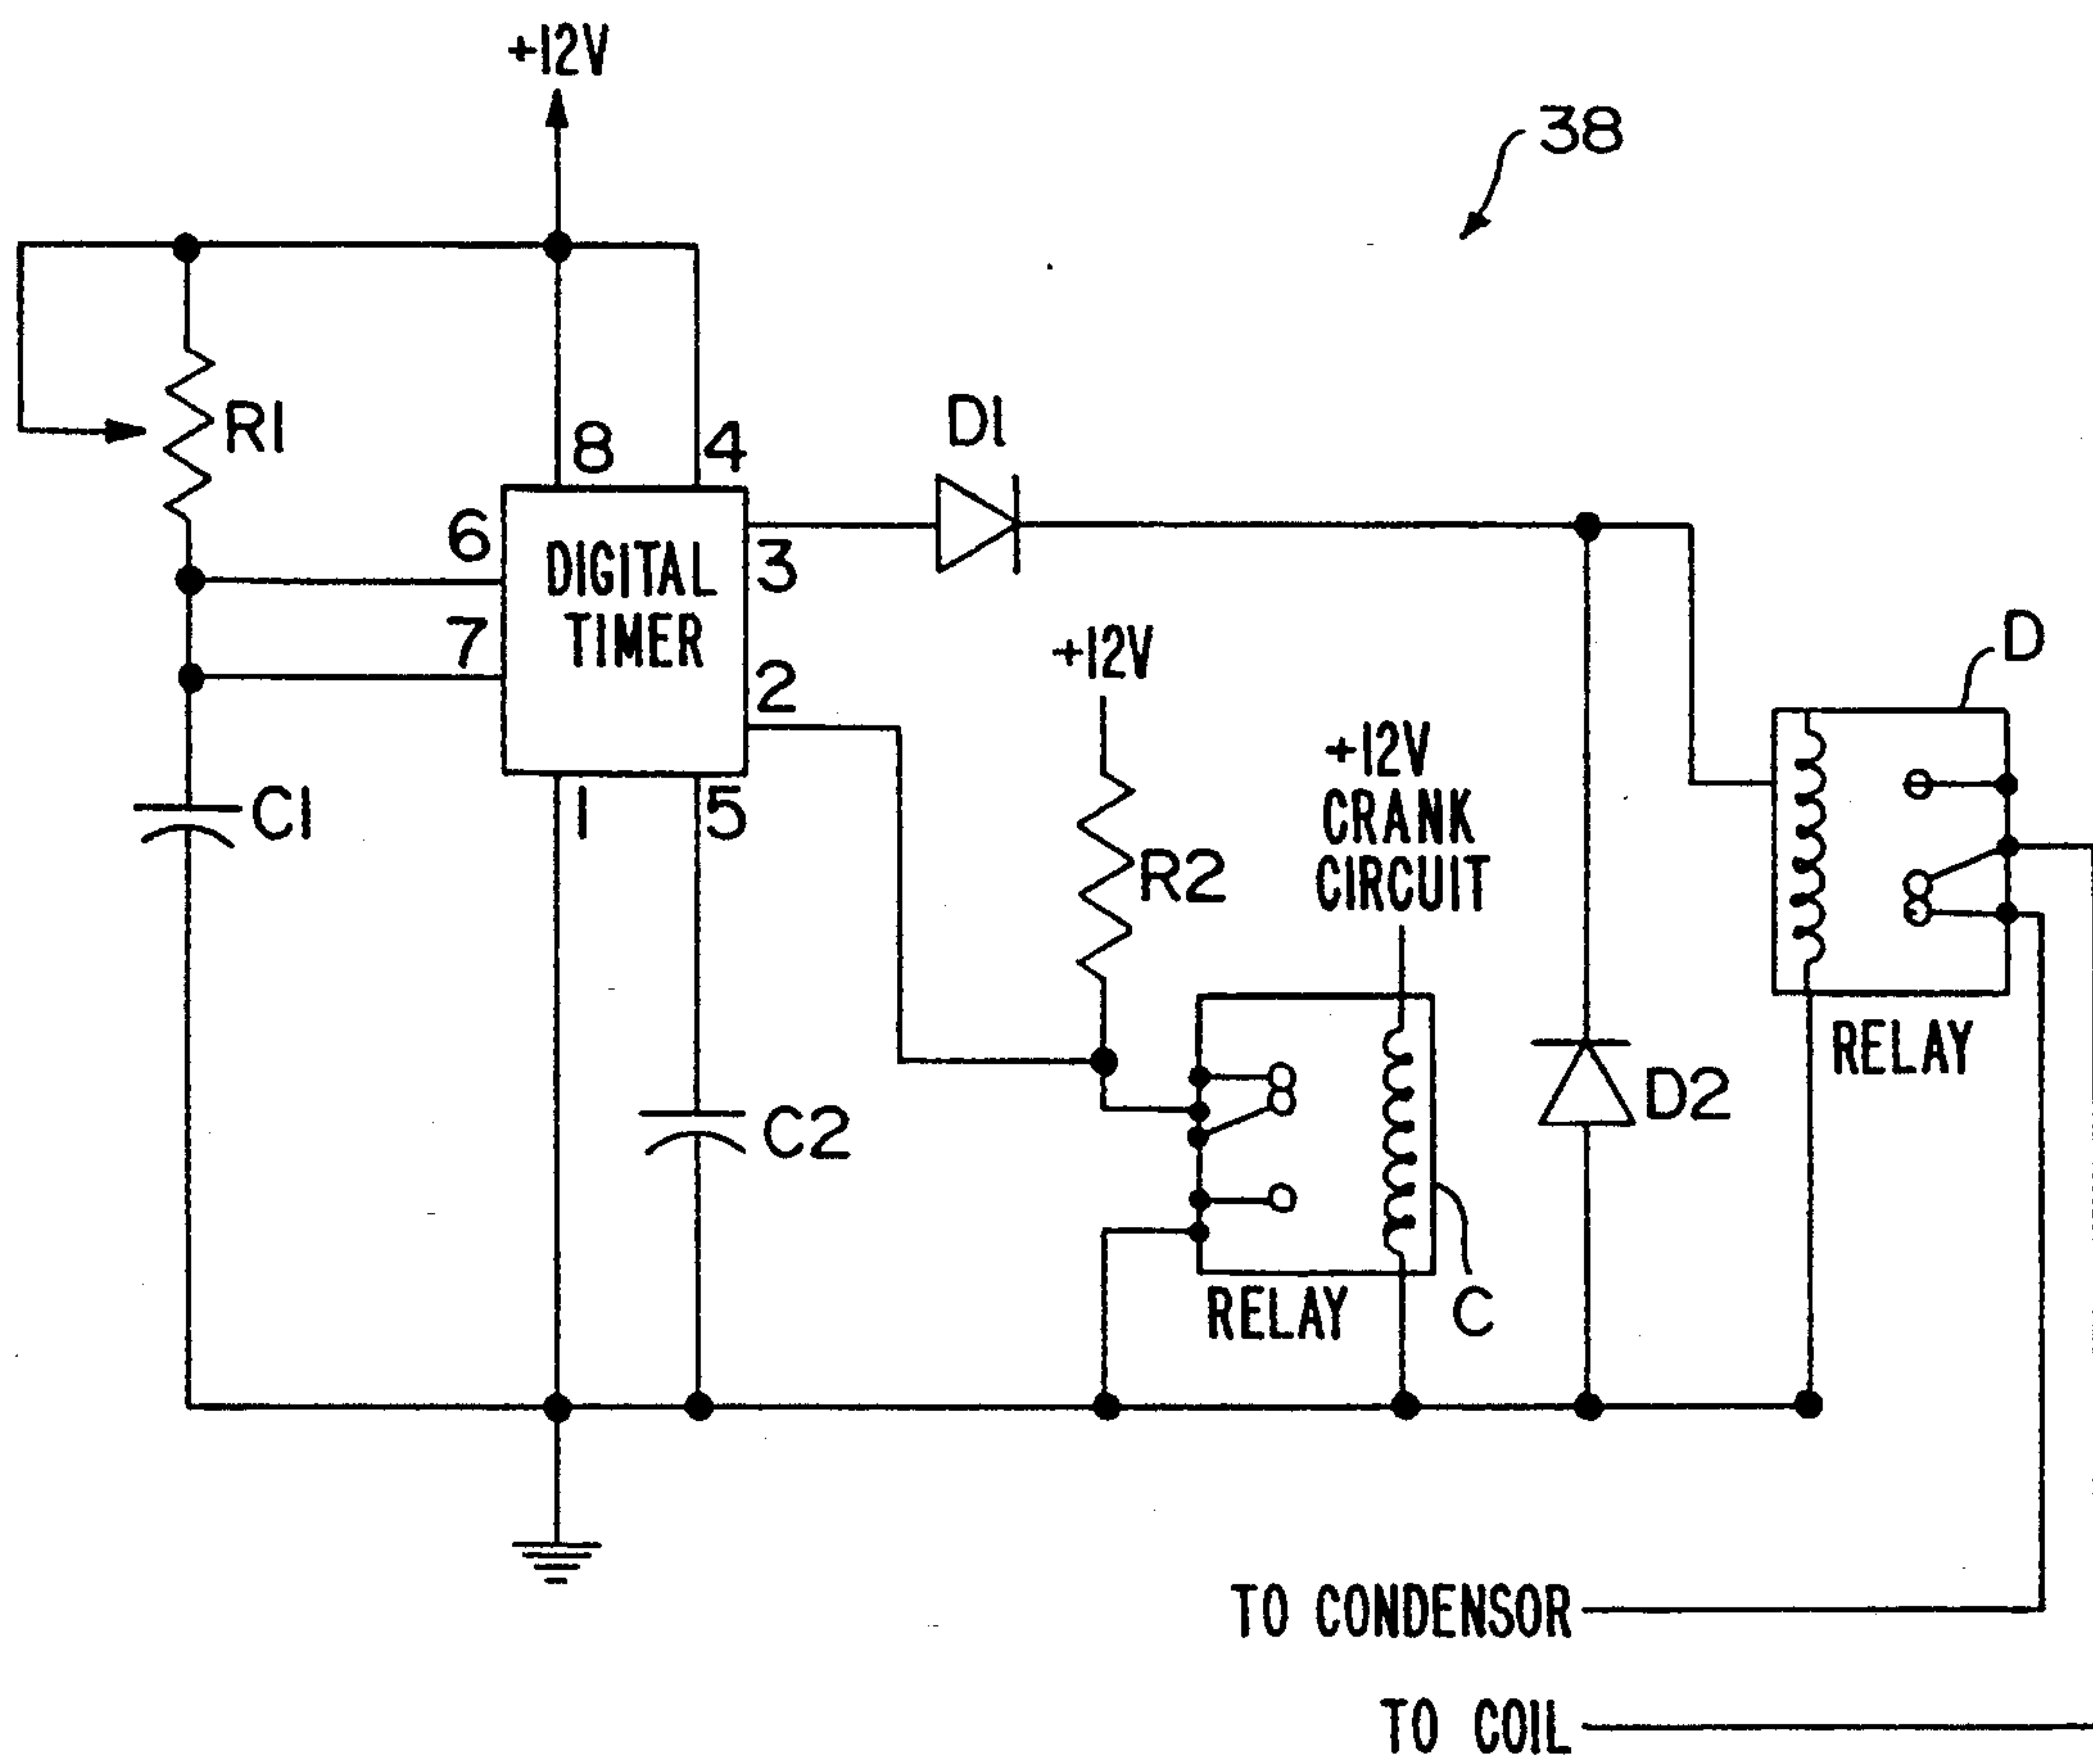 +12V
38
R1
8
4
D1
6
3
DIGITAL
TIMER
7
2
+12V
D
+12V
CRANK
CIRCUIT
C1
1
5
R2
RELAY
D2
C2
RELAY
C
TO CONDENSOR
TO COIL